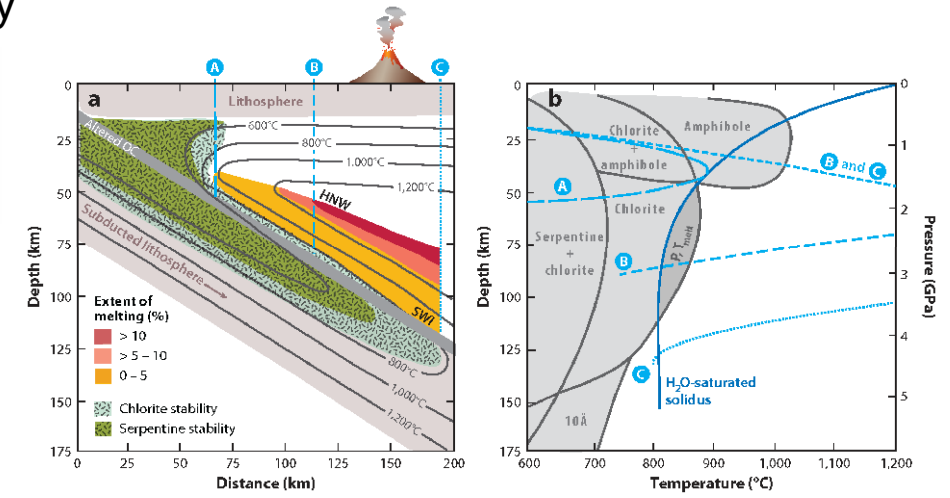 y
A
B
C
a
Lithosphere
Altered OC
600°C
800°C
1.000°C
1,200°C
HNW
SWI
Subducted lithosphere
800°C
1,000°C
1,200°C
Extent of
melting (%)
> 10
> 5 – 10
0 – 5
Chlorite stability
Serpentine stability
Depth (km)
0
25
50
75
100
125
150
175
0
25
50
75
100
125
150
200
Distance (km)
b
Chlorite
+
amphibole
Amphibole
A
B and C
Chlorite
Serpentine
+
chlorite
P, T melt
B
C
H₂O-saturated
solidus
10Å
Depth (km)
0
25
50
75
100
125
150
175
600
700
800
900
1,000
1,100
1,200
Temperature (°C)
0
1
2
3
4
5
Pressure (GPa)